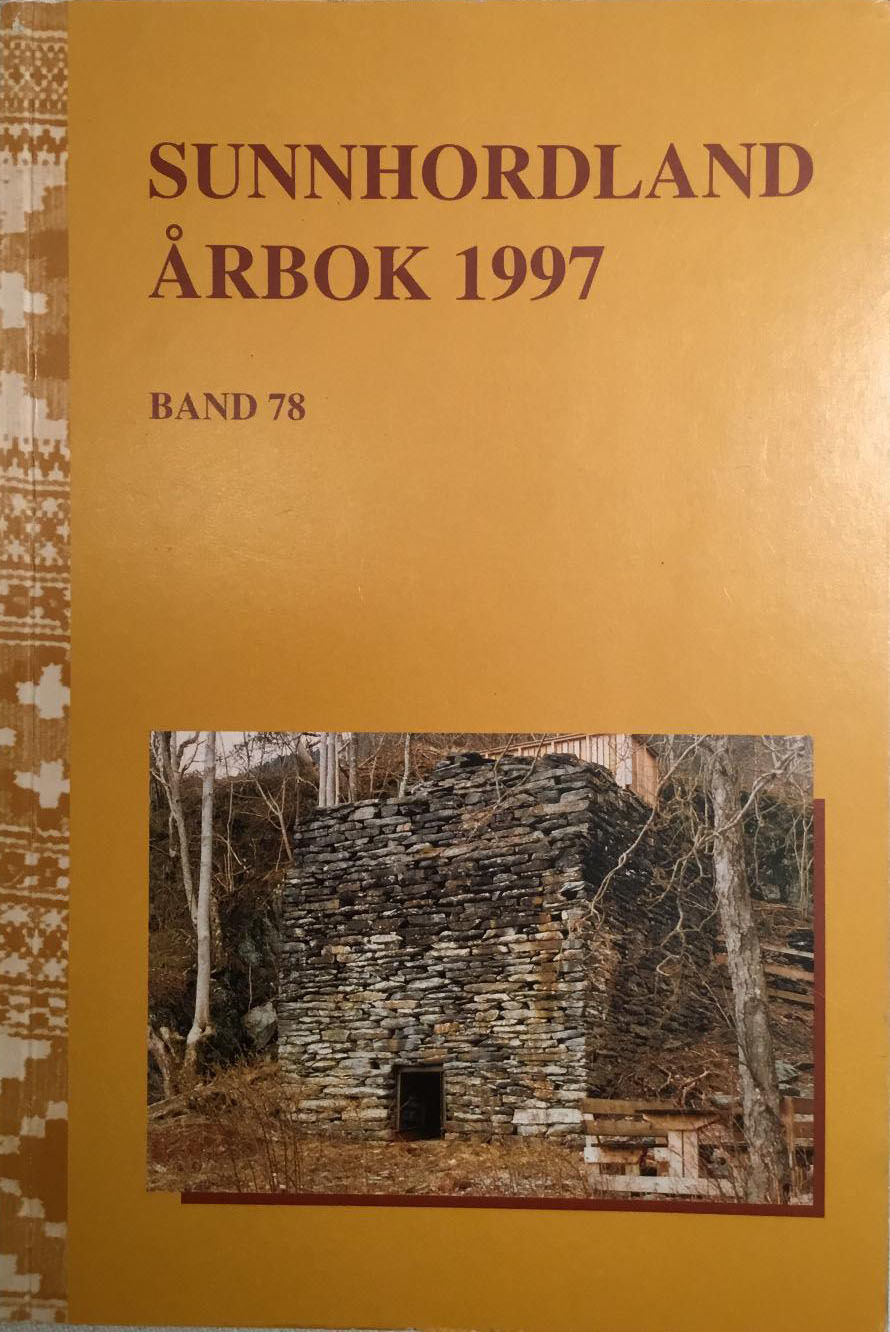 SUNNHORDLAND
ÅRBOK 1997
BAND 78